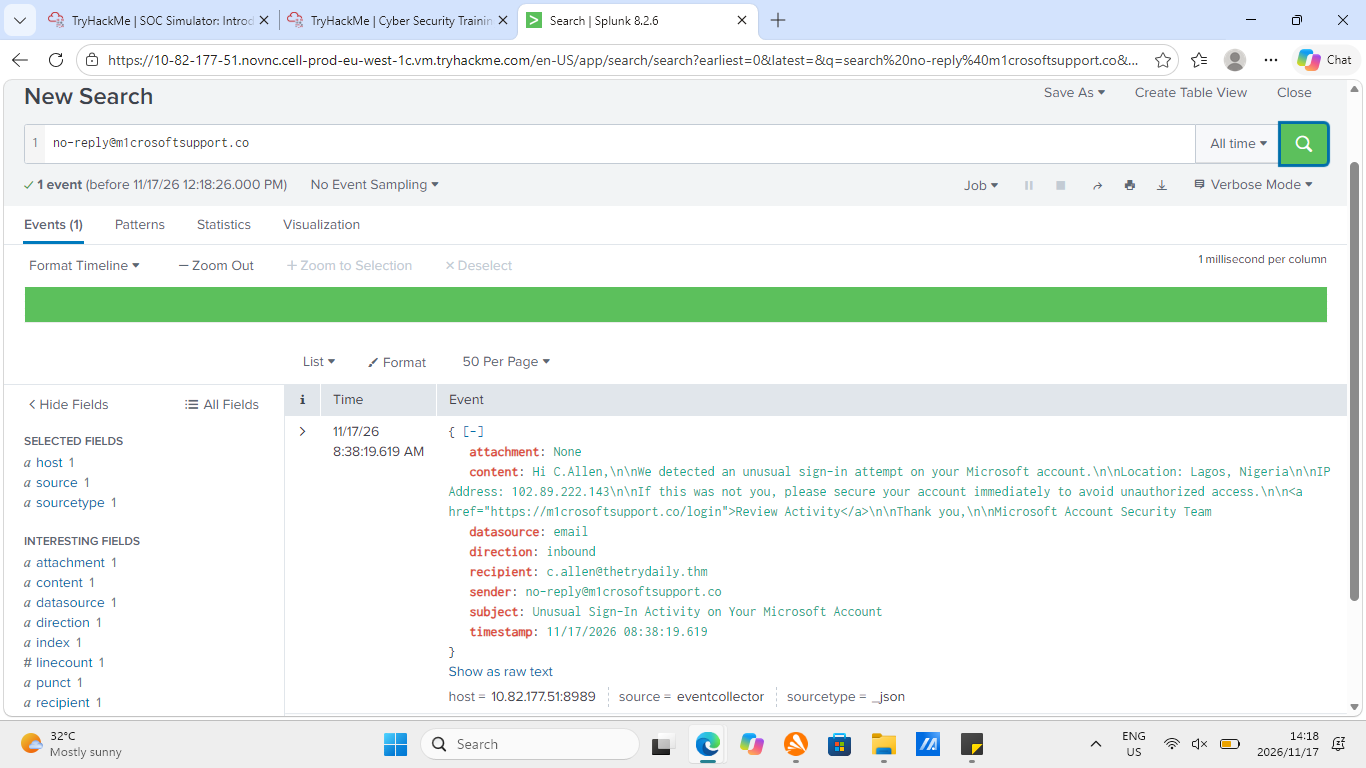 TryHackMe | SOC Simulator: Introd
TryHackMe | Cyber Security Trainin
Search | Splunk 8.2.6
https://10-82-177-51.novnc.cell-prod-eu-west-1c.vm.tryhackme.com/en-US/app/search/search?earliest=0&latest=&q=search%20no-reply%40m1crosoftsupport.co&...
Chat
New Search
Save As
Create Table View
Close
1 no-reply@m1crosoftsupport.co
All time
1 event (before 11/17/26 12:18:26.000 PM)
No Event Sampling
Job
Verbose Mode
Events (1)
Patterns
Statistics
Visualization
Format Timeline
— Zoom Out
+ Zoom to Selection
× Deselect
1 millisecond per column
List
Format
50 Per Page
< Hide Fields
All Fields
i
Time
Event
SELECTED FIELDS
a host 1
a source 1
a sourcetype 1
INTERESTING FIELDS
a attachment 1
a content 1
a datasource 1
a direction 1
a index 1
# linecount 1
a punct 1
a recipient 1
>
11/17/26
8:38:19.619 AM
{ [-]
attachment: None
content: Hi C.Allen,\n\nWe detected an unusual sign-in attempt on your Microsoft account.\n\nLocation: Lagos, Nigeria\n\nIP
Address: 102.89.222.143\n\nIf this was not you, please secure your account immediately to avoid unauthorized access.\n\n<a
href="https://m1crosoftsupport.co/login">Review Activity</a>\n\nThank you,\n\nMicrosoft Account Security Team
datasource: email
direction: inbound
recipient: c.allen@thetrydaily.thm
sender: no-reply@m1crosoftsupport.co
subject: Unusual Sign-In Activity on Your Microsoft Account
timestamp: 11/17/2026 08:38:19.619
}
Show as raw text
host = 10.82.177.51:8989
source = eventcollector
sourcetype = _json
32°C
Mostly sunny
Search
ENG
US
14:18
2026/11/17